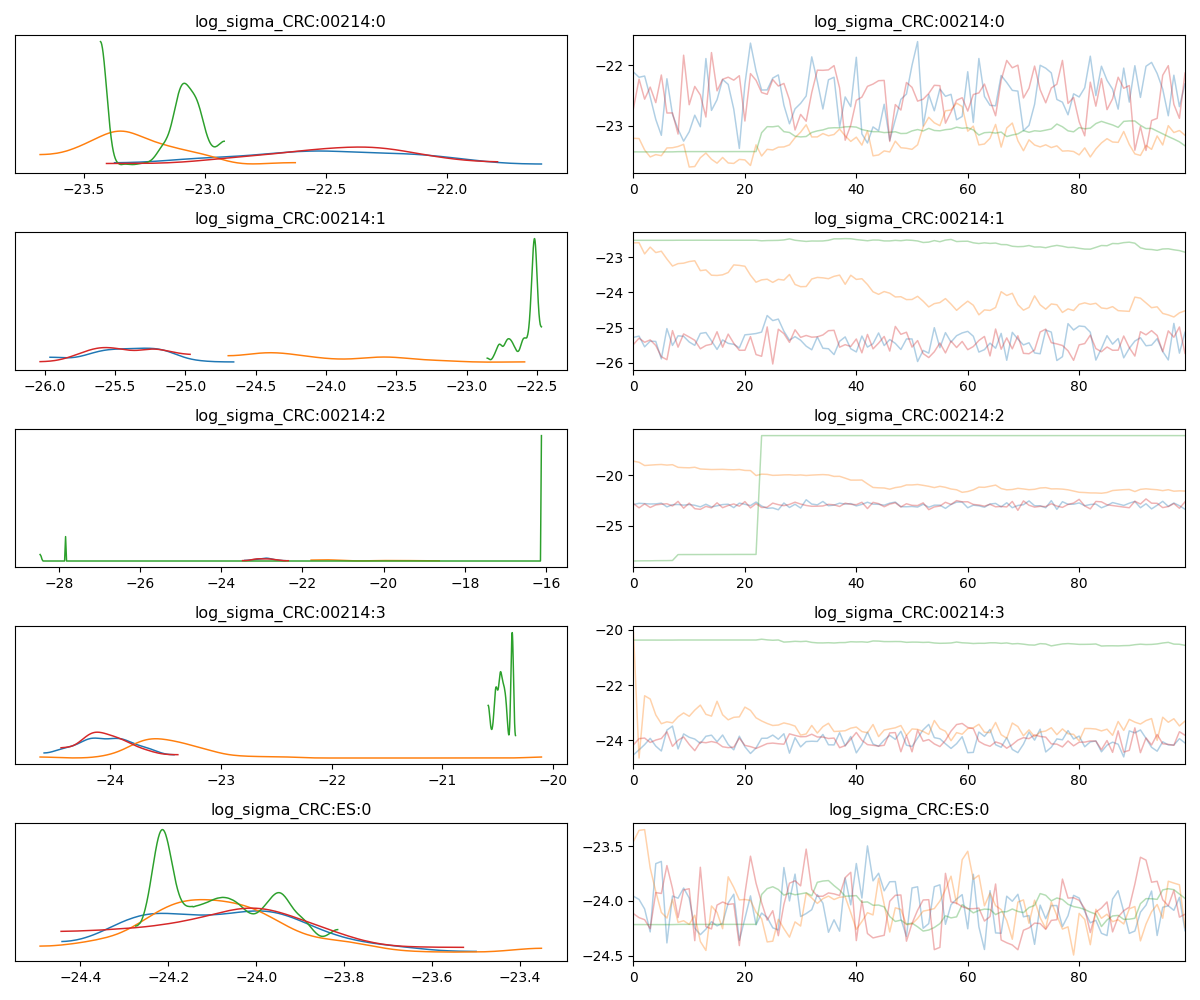 log_sigma_CRC:00214:0
−23.5 −23.0 −22.5 −22.0
log_sigma_CRC:00214:0
−22
−23
0 20 40 60 80
log_sigma_CRC:00214:1
−26.0 −25.5 −25.0 −24.5 −24.0 −23.5 −23.0 −22.5
log_sigma_CRC:00214:1
−23
−24
−25
−26
0 20 40 60 80
log_sigma_CRC:00214:2
−28 −26 −24 −22 −20 −18 −16
log_sigma_CRC:00214:2
−20
−25
0 20 40 60 80
log_sigma_CRC:00214:3
−24 −23 −22 −21 −20
log_sigma_CRC:00214:3
−20
−22
−24
0 20 40 60 80
log_sigma_CRC:ES:0
−24.4 −24.2 −24.0 −23.8 −23.6 −23.4
log_sigma_CRC:ES:0
−23.5
−24.0
−24.5
0 20 40 60 80